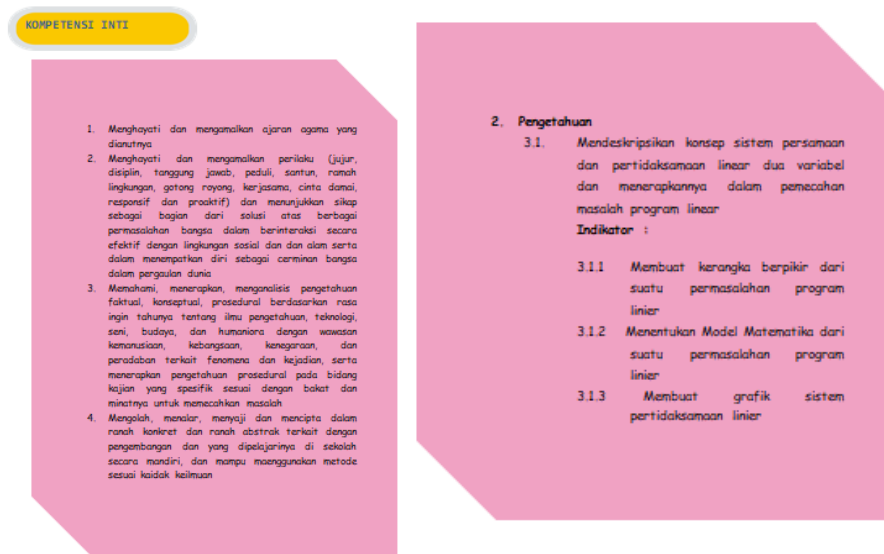 KOMPETENSI INTI
1. Menghayati dan mengamalkan ajaran agama yang
dianutnya
2. Menghayati dan mengamalkan perilaku (jujur,
disiplin, tanggung jawab, peduli, santun, ramah
lingkungan, gotong royong, kerjasama, cinta damai,
responsif dan proaktif) dan menunjukkan sikap
sebagai bagian dari solusi atas berbagai
permasalahan bangsa dalam berinteraksi secara
efektif dengan lingkungan sosial dan dan alam serta
dalam menempatkan diri sebagai cerminan bangsa
dalam pergaulan dunia
3. Memahami, menerapkan, menganalisis pengetahuan
faktual, konseptual, prosedural berdasarkan rasa
ingin tahunya tentang ilmu pengetahuan, teknologi,
seni, budaya, dan humaniora dengan wawasan
kemanusiaan, kebangsaan, kenegaraan, dan
peradaban terkait fenomena dan kejadian, serta
menerapkan pengetahuan prosedural pada bidang
kajian yang spesifik sesuai dengan bakat dan
minatnya untuk memecahkan masalah
4. Mengolah, menalar, menyaji dan mencipta dalam
ranah konkret dan ranah abstrak terkait dengan
pengembangan dan yang dipelajarinya di sekolah
secara mandiri, dan mampu maenggunakan metode
sesuai kaidak keilmuan
2. Pengetahuan
3.1. Mendeskripsikan konsep sistem persamaan
dan pertidaksamaan linear dua variabel
dan menerapkannya dalam pemecahan
masalah program linear
Indikator :
3.1.1 Membuat kerangka berpikir dari
suatu permasalahan program
linier
3.1.2 Menentukan Model Matematika dari
suatu permasalahan program
linier
3.1.3 Membuat grafik sistem
pertidaksamaan linier